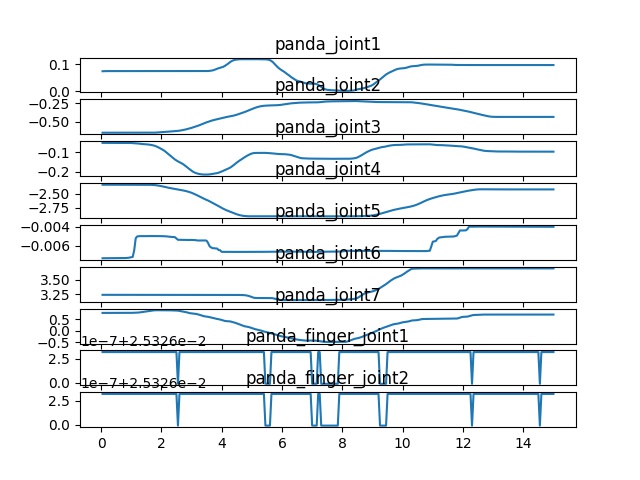 panda_joint1
0.1
0.0
panda_joint2
−0.25
−0.50
panda_joint3
−0.1
−0.2
panda_joint4
−2.50
−2.75
panda_joint5
−0.004
−0.006
panda_joint6
3.50
3.25
panda_joint7
0.5
0.0
−0.5
panda_finger_joint1
1e−7+2.5326e−2
2.5
0.0
panda_finger_joint2
1e−7+2.5326e−2
2.5
0.0
0 2 4 6 8 10 12 14